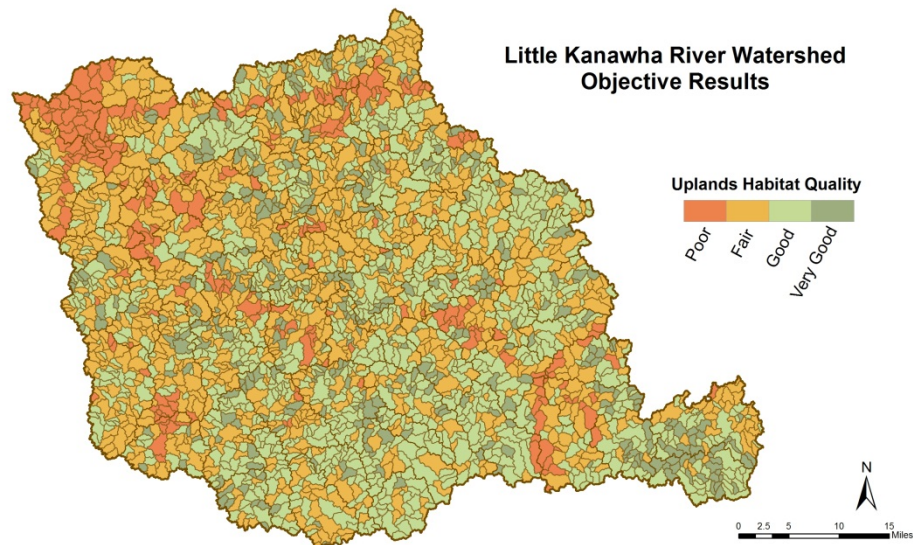 Little Kanawha River Watershed
Objective Results
Uplands Habitat Quality
Poor
Fair
Good
Very Good
N
0 2.5 5 10 15
Miles